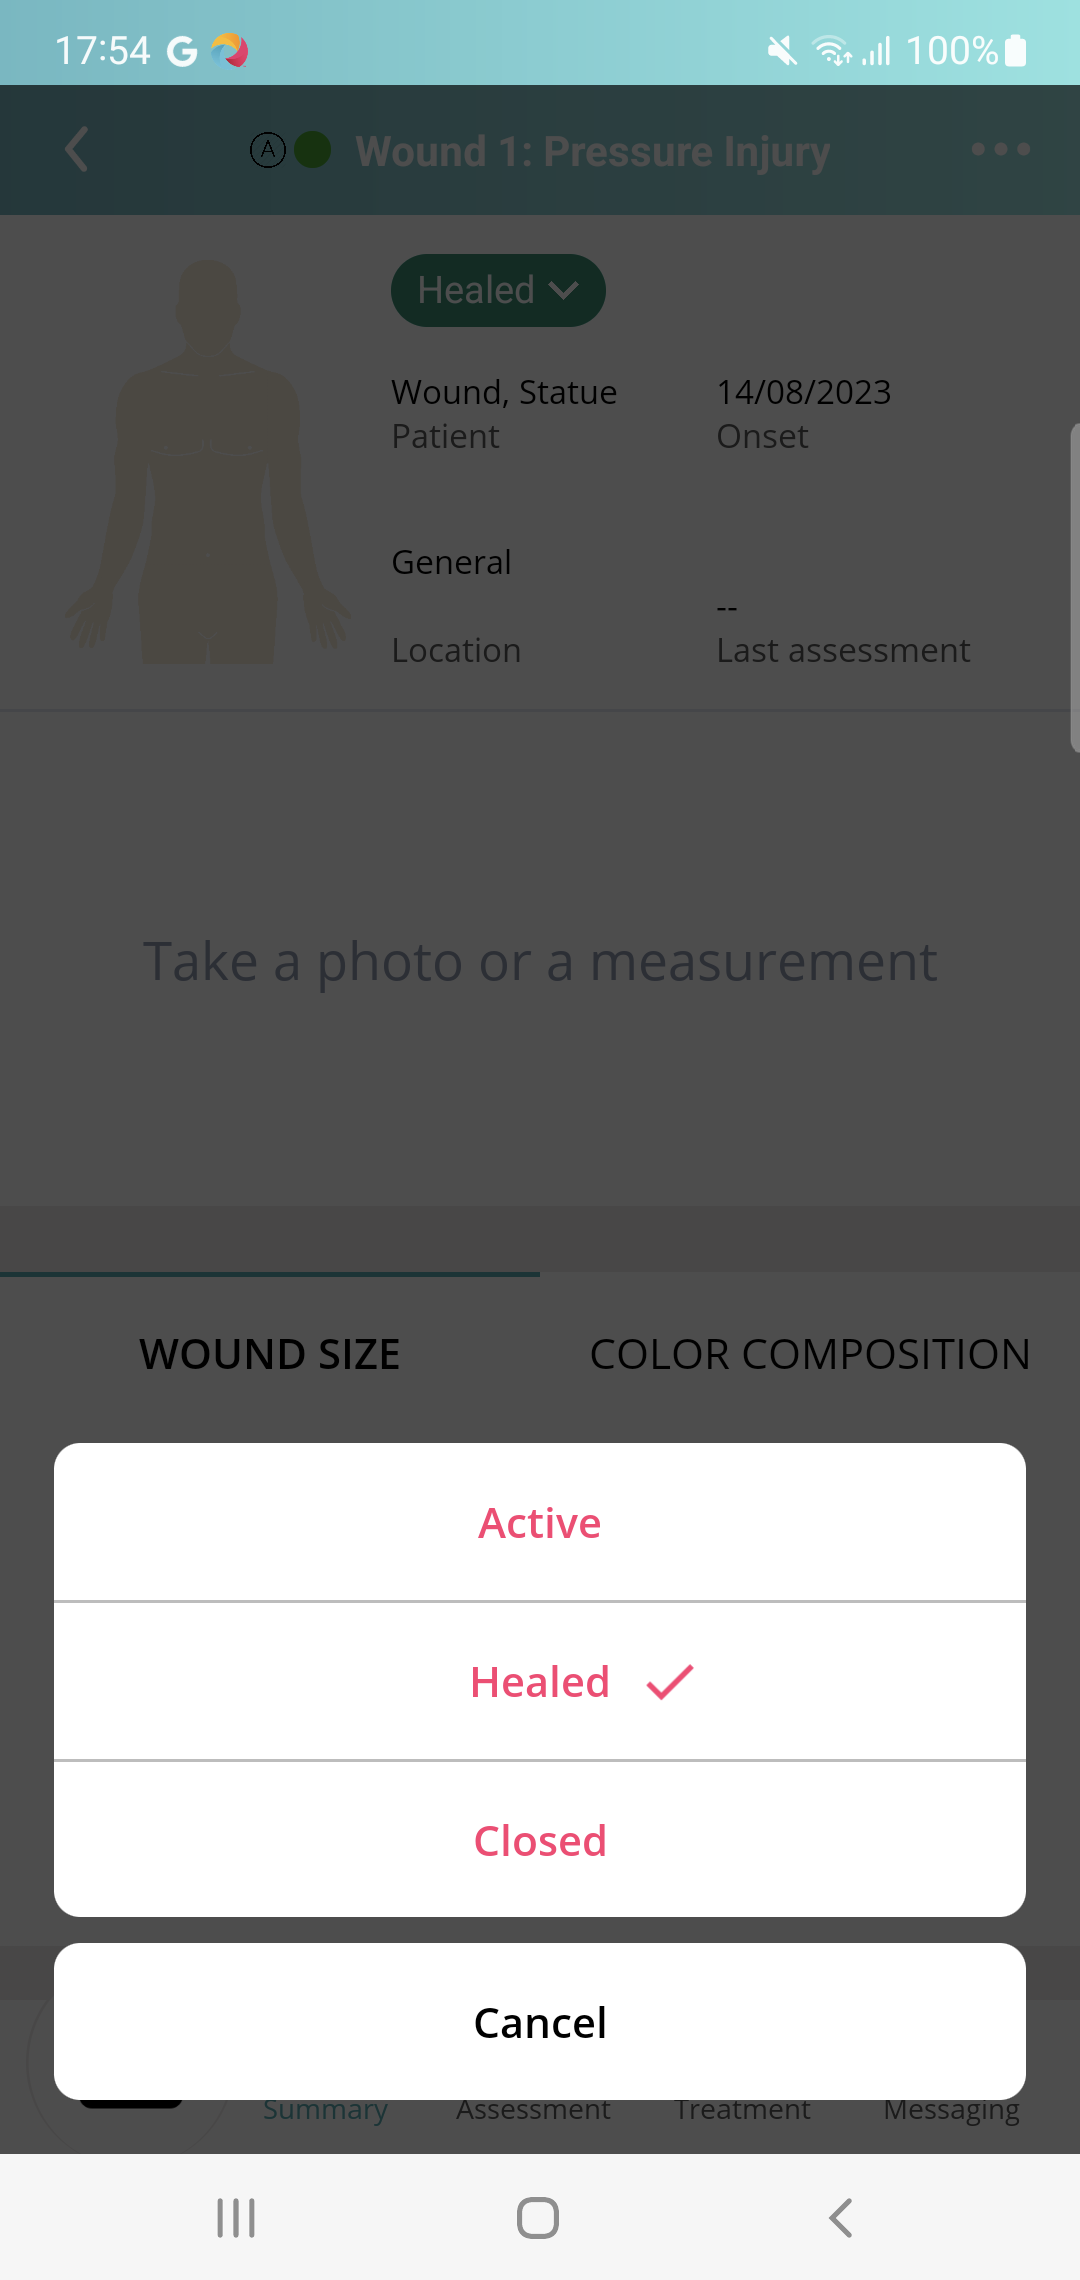 17:54 G 100%
A Wound 1: Pressure Injury
Healed
Wound, Statue 14/08/2023
Patient Onset
General
--
Location Last assessment
Take a photo or a measurement
WOUND SIZE COLOR COMPOSITION
Active
Healed
Closed
Cancel
Summary Assessment Treatment Messaging